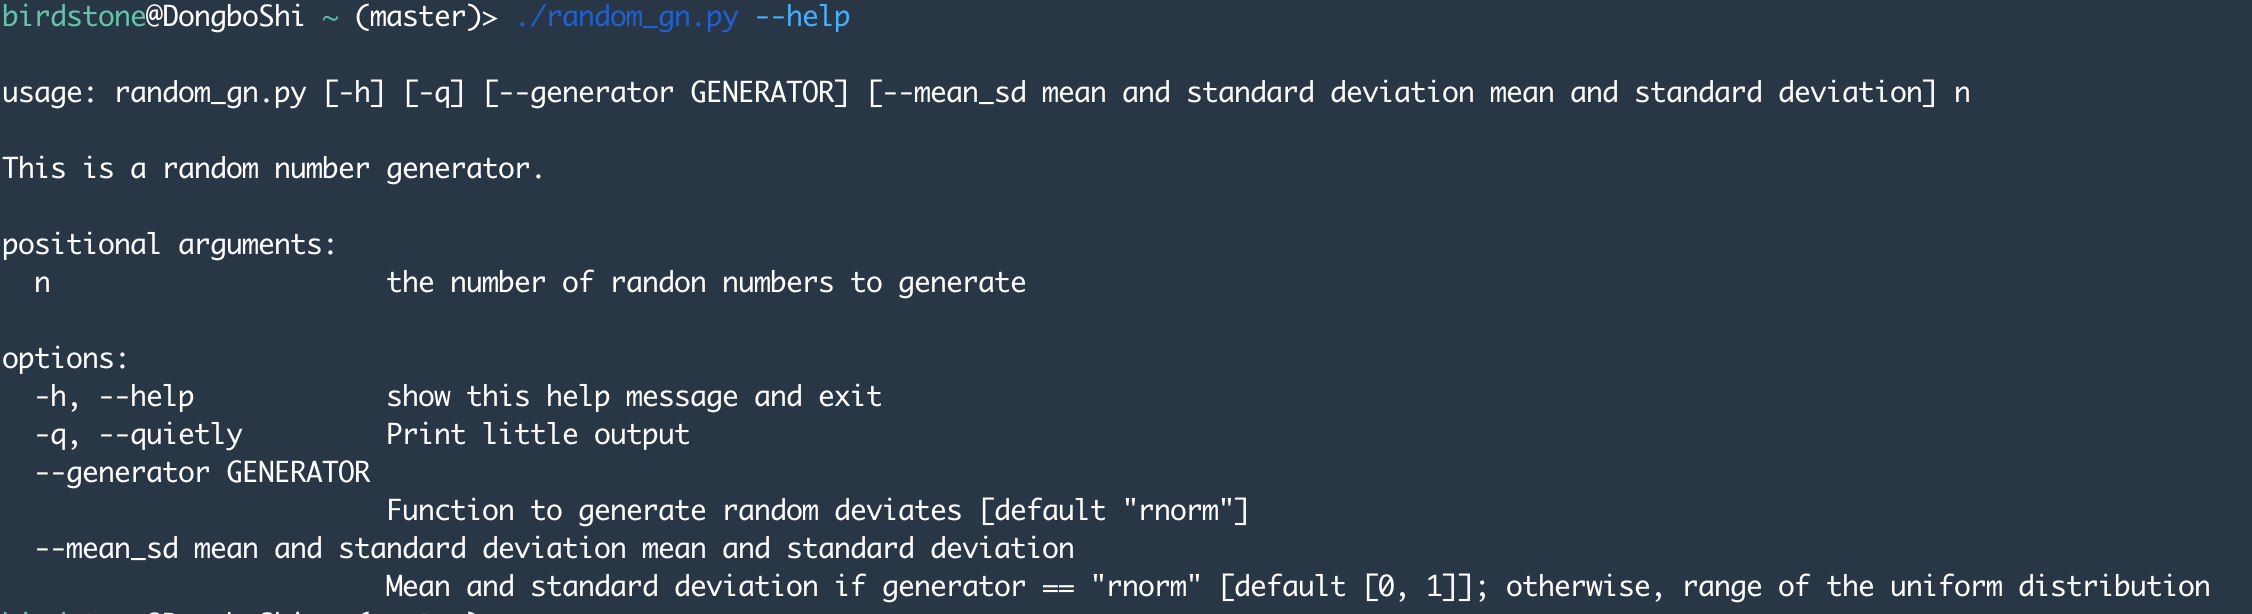 birdstone@DongboShi ~ (master)> ./random_gn.py --help
usage: random_gn.py [-h] [-q] [--generator GENERATOR] [--mean_sd mean and standard deviation mean and standard deviation] n
This is a random number generator.
positional arguments:
  n                     the number of randon numbers to generate
options:
  -h, --help            show this help message and exit
  -q, --quietly         Print little output
  --generator GENERATOR
                        Function to generate random deviates [default "rnorm"]
  --mean_sd mean and standard deviation mean and standard deviation
                        Mean and standard deviation if generator == "rnorm" [default [0, 1]]; otherwise, range of the uniform distribution